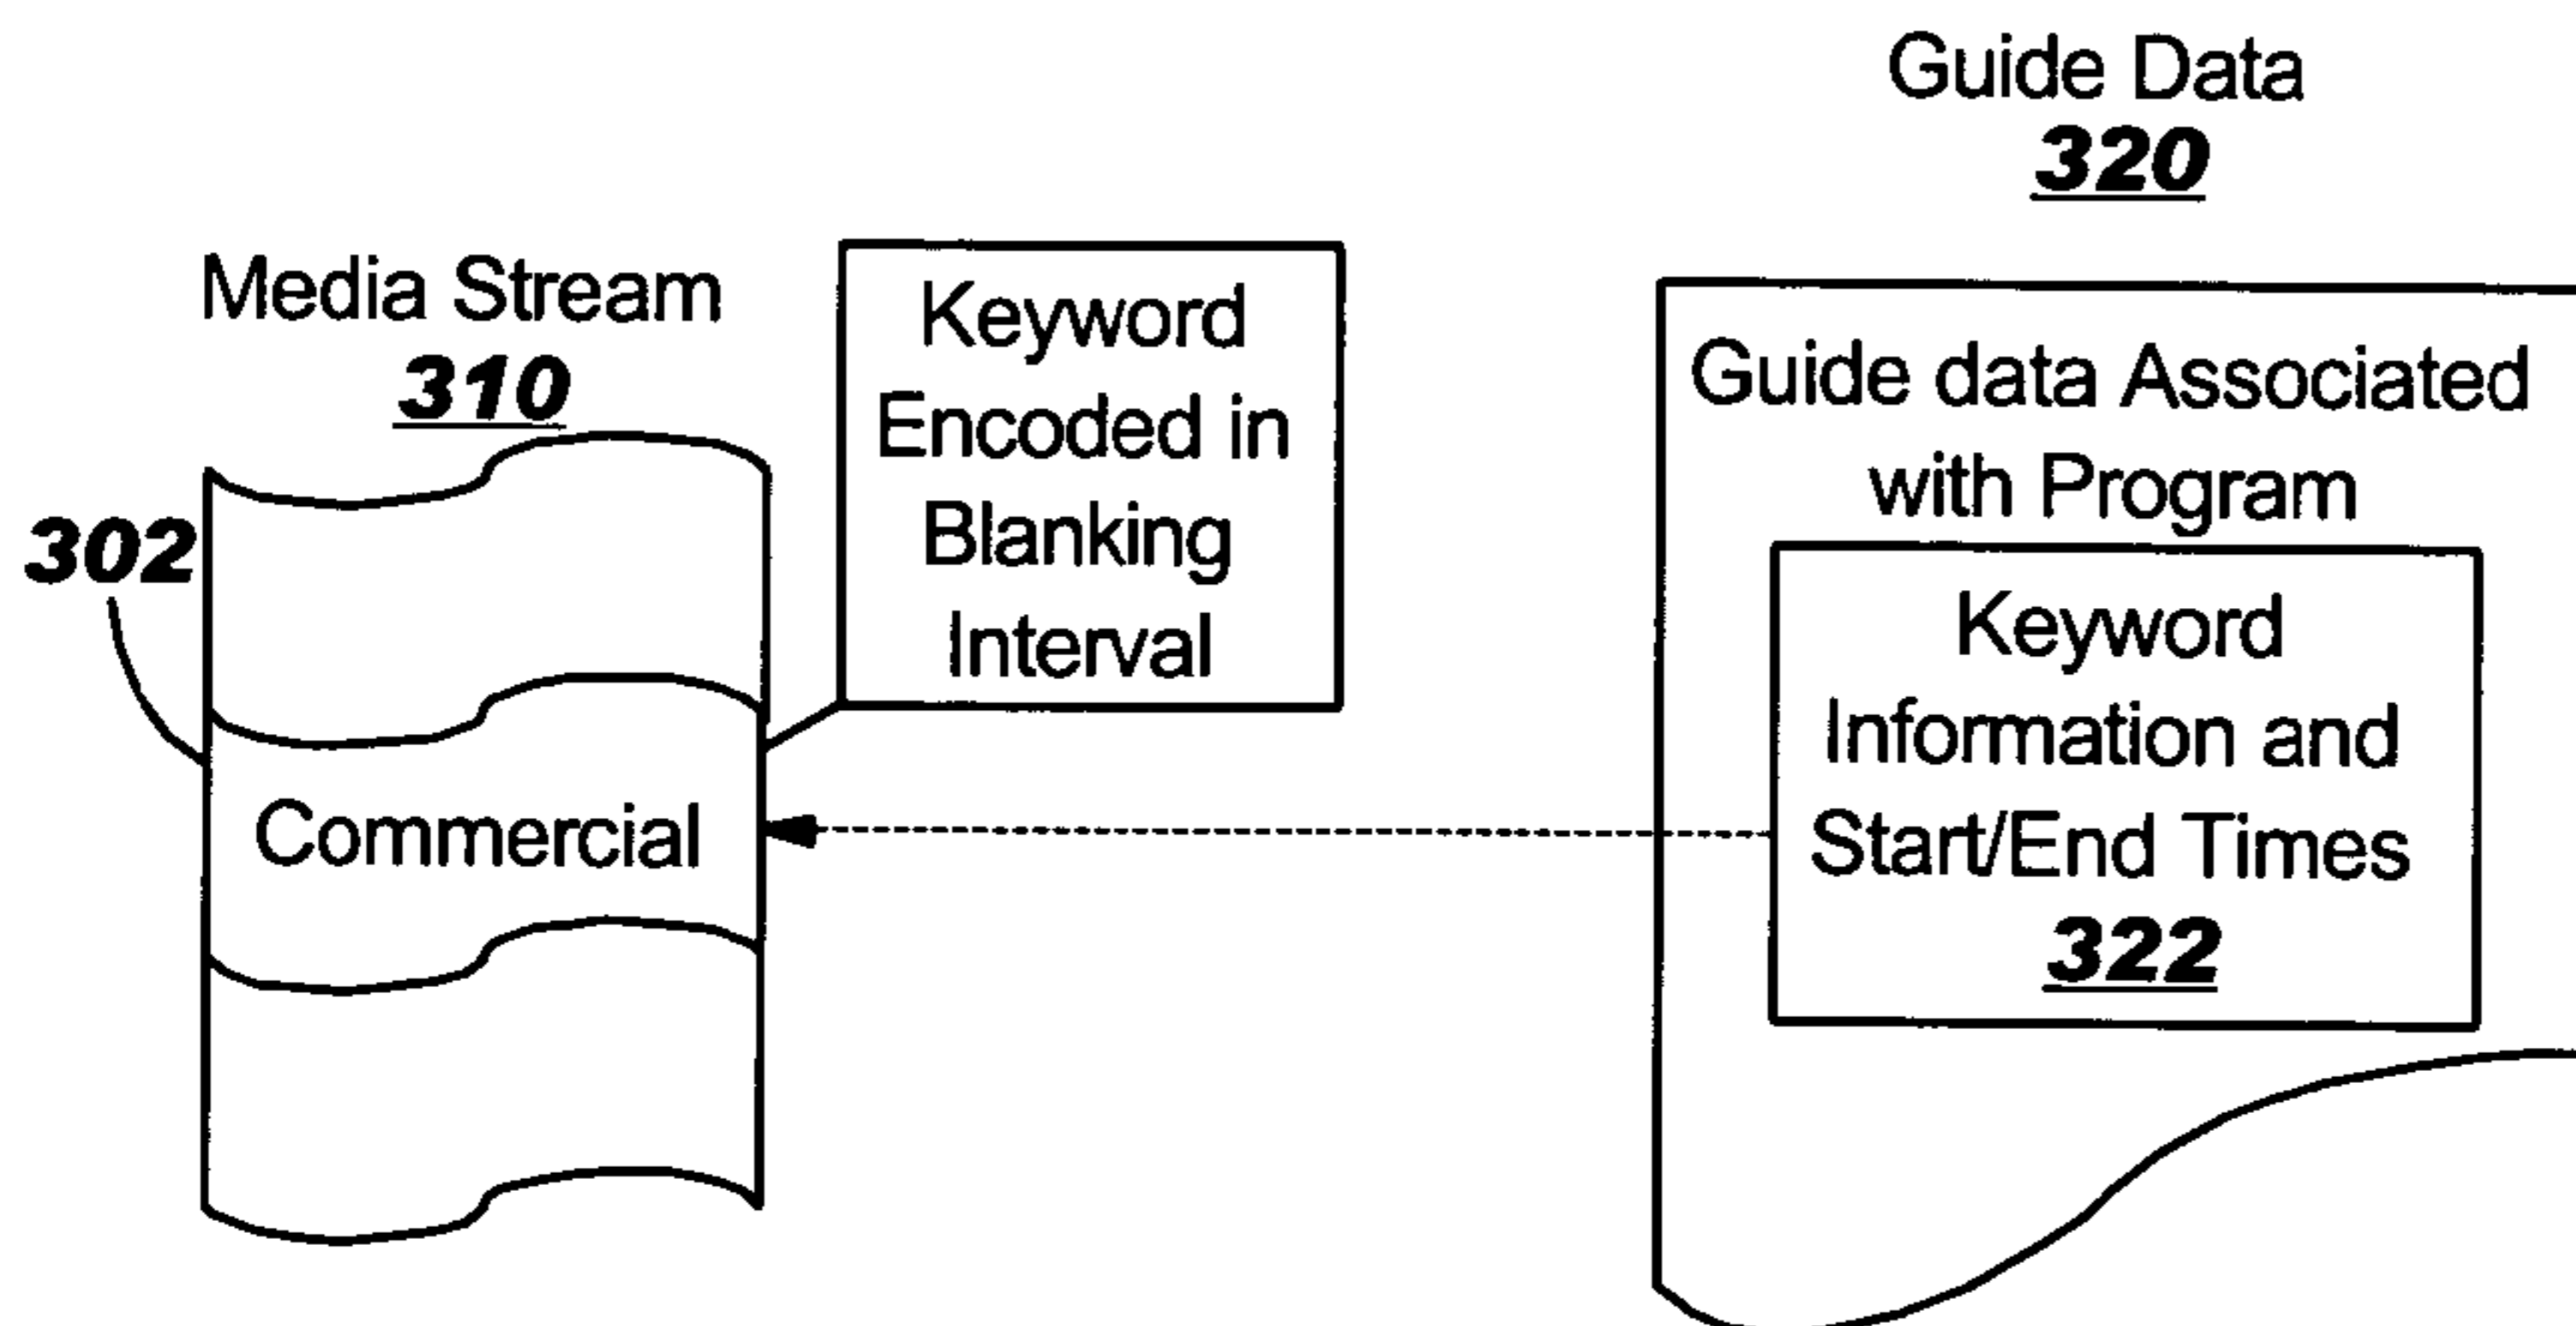 Guide Data
320
Media Stream
310
302
Commercial
Keyword
Encoded in
Blanking
Interval
Guide data Associated
with Program
Keyword
Information and
Start/End Times
322